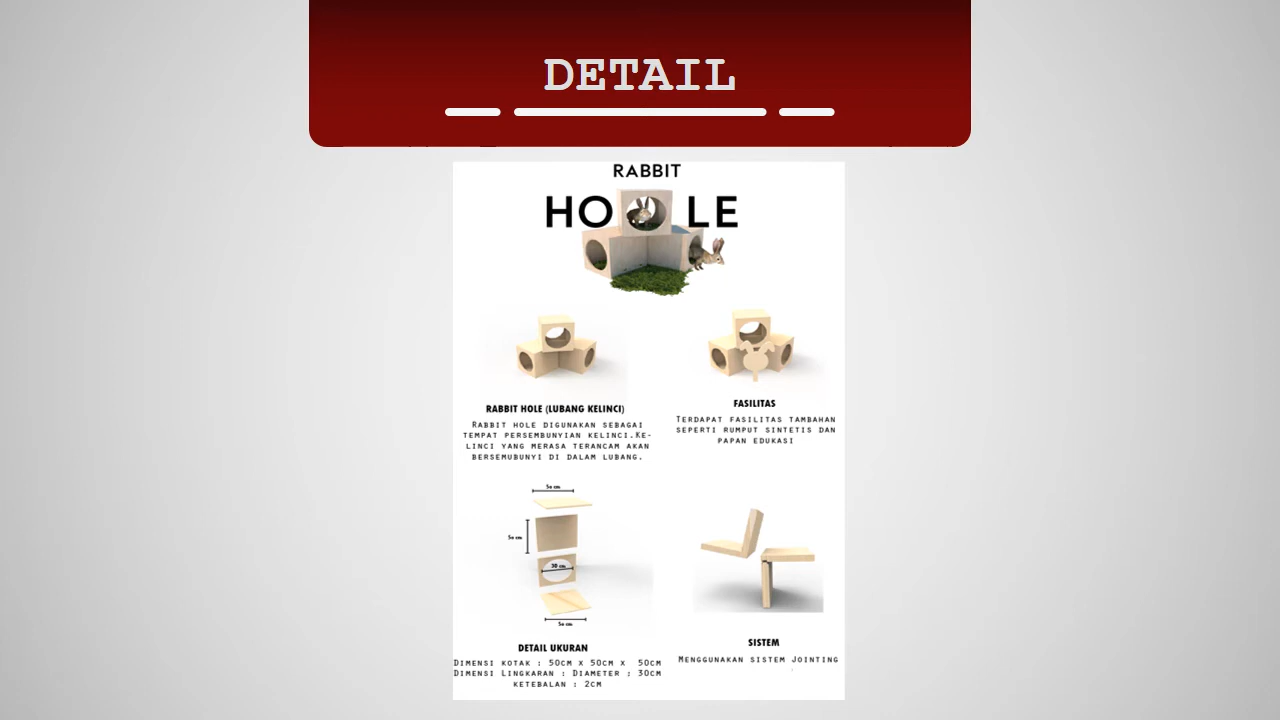 DETAIL
RABBIT
HO LE
RABBIT HOLE (LUBANG KELINCI)
RABBIT HOLE DIGUNAKAN SEBAGAI
TEMPAT PERSEMBUNYIAN KELINCI.KE-
LINCI YANG MERASA TERANCAM AKAN
BERSEMUBUNYI DI DALAM LUBANG.
FASILITAS
TERDAPAT FASILITAS TAMBAHAN
SEPERTI RUMPUT SINTETIS DAN
PAPAN EDUKASI
50 cm
50 cm
30 cm
50 cm
DETAIL UKURAN
DIMENSI KOTAK : 50CM X 50CM X 50CM
DIMENSI LINGKARAN : DIAMETER : 30CM
KETEBALAN : 2CM
SISTEM
MENGGUNAKAN SISTEM JOINTING